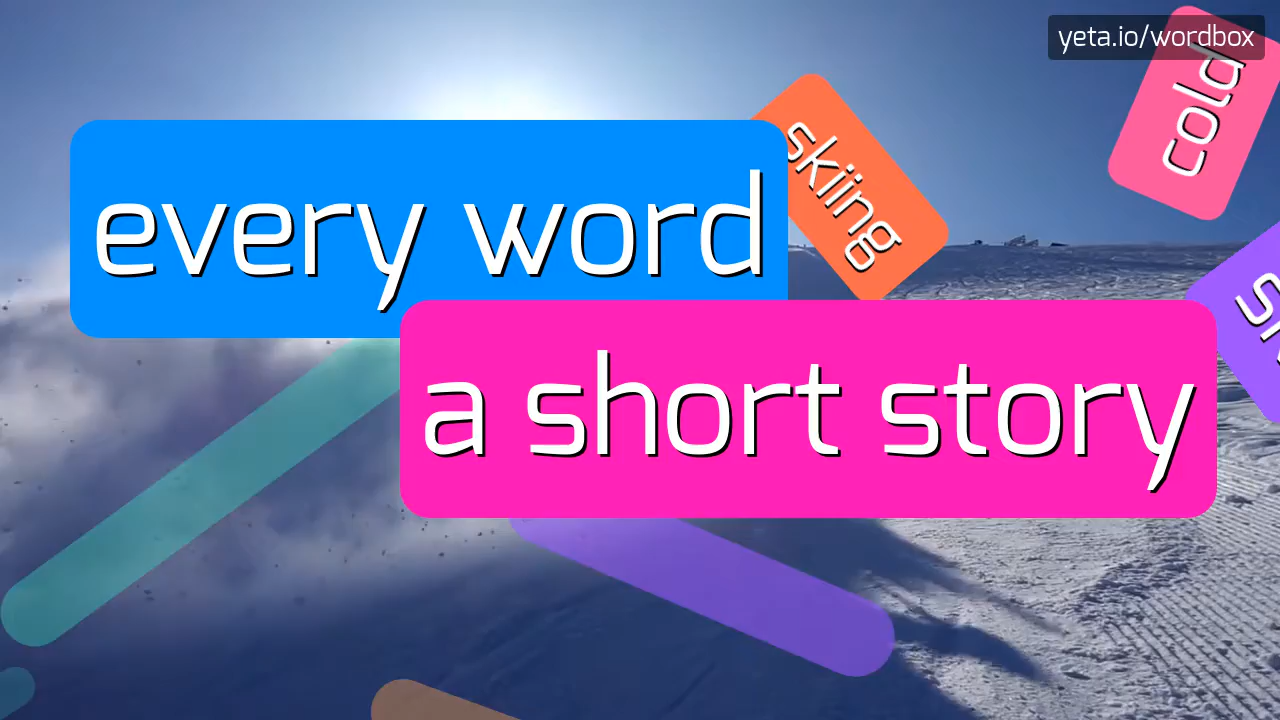 yeta.io/wordbox
cold
skiing
every word
a short story